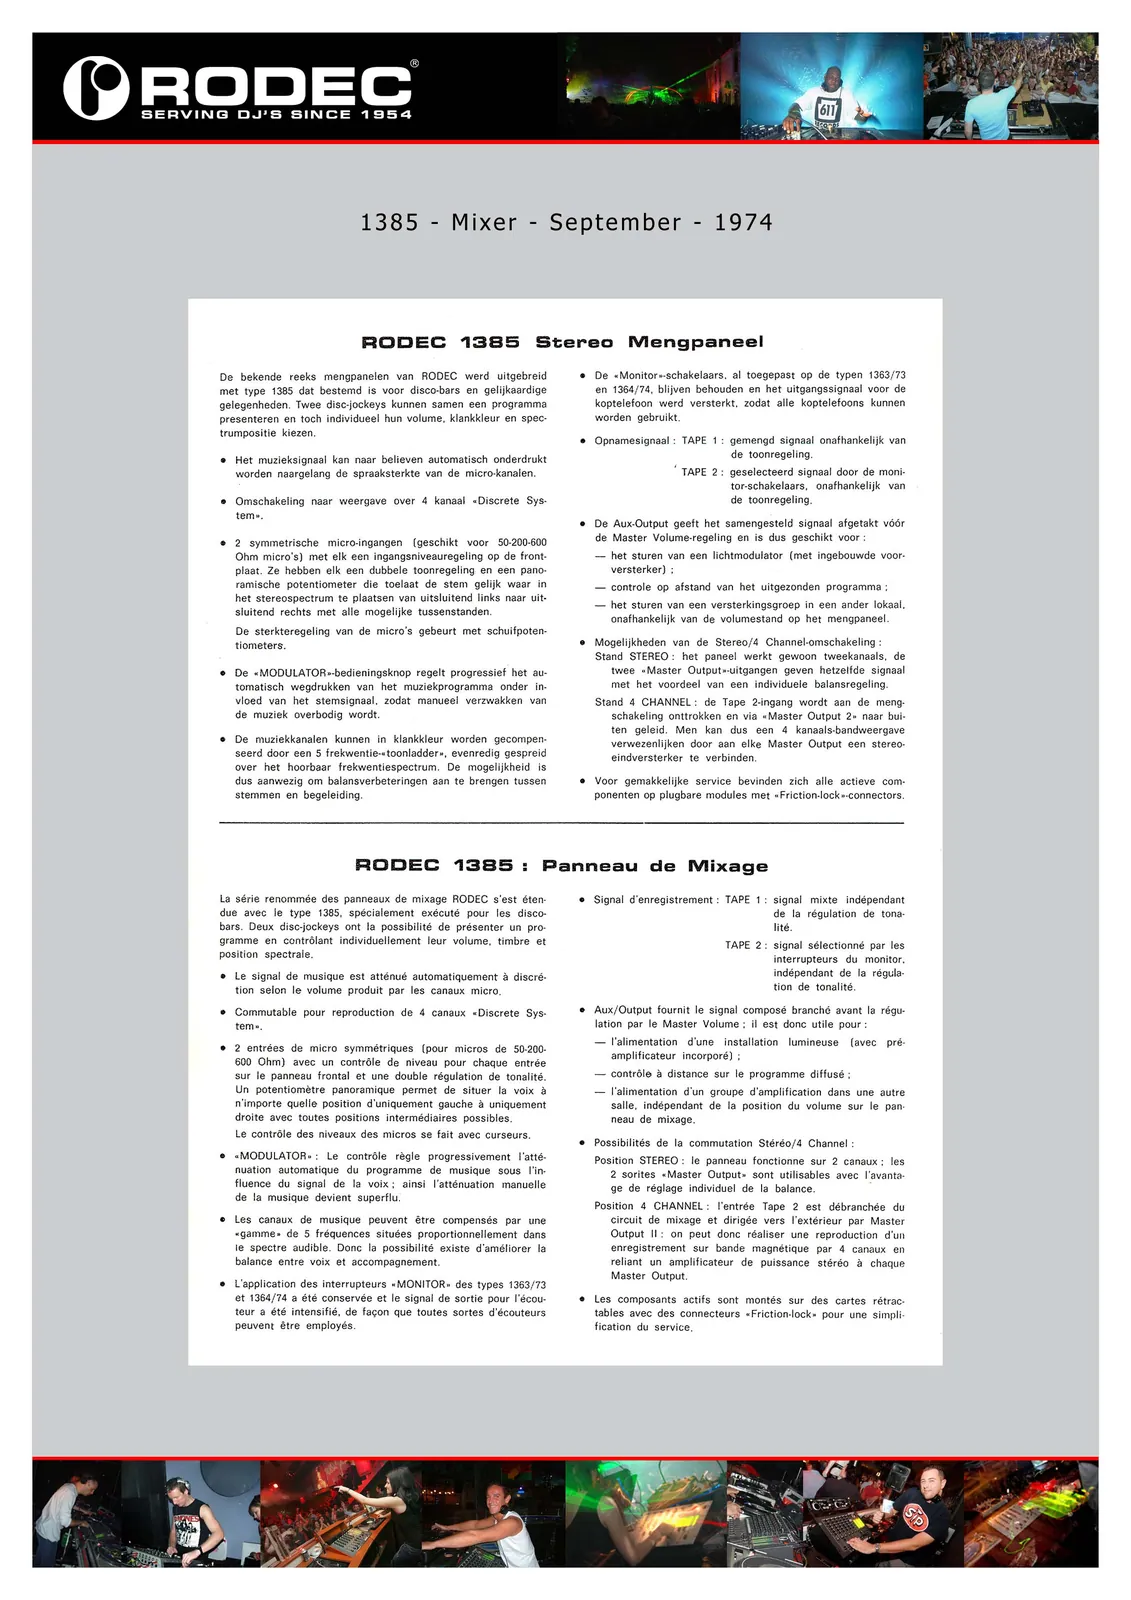 RODEC®
SERVING DJ'S SINCE 1954
611
1385 - Mixer - September - 1974
RODEC 1385 Stereo Mengpaneel
De bekende reeks mengpanelen van RODEC werd uitgebreid
met type 1385 dat bestemd is voor disco-bars en gelijkaardige
gelegenheden. Twee disc-jockeys kunnen samen een programma
presenteren en toch individueel hun volume, klankkleur en spec-
trumpositie kiezen.
• Het muzieksignaal kan naar believen automatisch onderdrukt
worden naargelang de spraaksterkte van de micro-kanalen.
• Omschakeling naar weergave over 4 kanaal «Discrete Sys-
tem».
• 2 symmetrische micro-ingangen (geschikt voor 50-200-600
Ohm micro's) met elk een ingangsniveauregeling op de front-
plaat. Ze hebben elk een dubbele toonregeling en een pano-
ramische potentiometer die toelaat de stem gelijk waar in
het stereospectrum te plaatsen van uitsluitend links naar uit-
sluitend rechts met alle mogelijke tussenstanden.
De sterkteregeling van de micro's gebeurt met schuifpoten-
tiometers.
• De «MODULATOR»-bedieningsknop regelt progressief het au-
tomatisch wegdrukken van het muziekprogramma onder in-
vloed van het stemsignaal, zodat manueel verzwakken van
de muziek overbodig wordt.
• De muziekkanalen kunnen in klankkleur worden gecompen-
seerd door een 5 frekwentie-«toonladder», evenredig gespreid
over het hoorbaar frekwentiespectrum. De mogelijkheid is
dus aanwezig om balansverbeteringen aan te brengen tussen
stemmen en begeleiding.
• De «Monitor»-schakelaars, al toegepast op de typen 1363/73
en 1364/74, blijven behouden en het uitgangssignaal voor de
koptelefoon werd versterkt, zodat alle koptelefoons kunnen
worden gebruikt.
• Opnamesignaal : TAPE 1 : gemengd signaal onafhankelijk van
de toonregeling.
TAPE 2 : geselecteerd signaal door de moni-
tor-schakelaars, onafhankelijk van
de toonregeling.
• De Aux-Output geeft het samengesteld signaal afgetakt vóór
de Master Volume-regeling en is dus geschikt voor :
— het sturen van een lichtmodulator (met ingebouwde voor-
versterker) ;
— controle op afstand van het uitgezonden programma ;
— het sturen van een versterkingsgroep in een ander lokaal,
onafhankelijk van de volumestand op het mengpaneel.
• Mogelijkheden van de Stereo/4 Channel-omschakeling :
Stand STEREO : het paneel werkt gewoon tweekanaals, de
twee «Master Output»-uitgangen geven hetzelfde signaal
met het voordeel van een individuele balansregeling.
Stand 4 CHANNEL : de Tape 2-ingang wordt aan de meng-
schakeling onttrokken en via «Master Output 2» naar bui-
ten geleid. Men kan dus een 4 kanaals-bandweergave
verwezenlijken door aan elke Master Output een stereo-
eindversterker te verbinden.
• Voor gemakkelijke service bevinden zich alle actieve com-
ponenten op plugbare modules met «Friction-lock»-connectors.
RODEC 1385 : Panneau de Mixage
La série renommée des panneaux de mixage RODEC s'est éten-
due avec le type 1385, spécialement exécuté pour les disco-
bars. Deux disc-jockeys ont la possibilité de présenter un pro-
gramme en contrôlant individuellement leur volume, timbre et
position spectrale.
• Le signal de musique est atténué automatiquement à discré-
tion selon le volume produit par les canaux micro.
• Commutable pour reproduction de 4 canaux «Discrete Sys-
tem».
• 2 entrées de micro symmétriques (pour micros de 50-200-
600 Ohm) avec un contrôle de niveau pour chaque entrée
sur le panneau frontal et une double régulation de tonalité.
Un potentiomètre panoramique permet de situer la voix à
n'importe quelle position d'uniquement gauche à uniquement
droite avec toutes positions intermédiaires possibles.
Le contrôle des niveaux des micros se fait avec curseurs.
• «MODULATOR» : Le contrôle règle progressivement l'atté-
nuation automatique du programme de musique sous l'in-
fluence du signal de la voix ; ainsi l'atténuation manuelle
de la musique devient superflu.
• Les canaux de musique peuvent être compensés par une
«gamme» de 5 fréquences situées proportionnellement dans
le spectre audible. Donc la possibilité existe d'améliorer la
balance entre voix et accompagnement.
• L'application des interrupteurs «MONITOR» des types 1363/73
et 1364/74 a été conservée et le signal de sortie pour l'écou-
teur a été intensifié, de façon que toutes sortes d'écouteurs
peuvent être employés.
• Signal d'enregistrement : TAPE 1 : signal mixte indépendant
de la régulation de tona-
lité.
TAPE 2 : signal sélectionné par les
interrupteurs du monitor,
indépendant de la régula-
tion de tonalité.
• Aux/Output fournit le signal composé branché avant la régu-
lation par le Master Volume ; il est donc utile pour :
— l'alimentation d'une installation lumineuse (avec pré-
amplificateur incorporé) ;
— contrôle à distance sur le programme diffusé ;
— l'alimentation d'un groupe d'amplification dans une autre
salle, indépendant de la position du volume sur le pan-
neau de mixage.
• Possibilités de la commutation Stéréo/4 Channel :
Position STEREO : le panneau fonctionne sur 2 canaux ; les
2 sorites «Master Output» sont utilisables avec l'avanta-
ge de réglage individuel de la balance.
Position 4 CHANNEL : l'entrée Tape 2 est débranchée du
circuit de mixage et dirigée vers l'extérieur par Master
Output II : on peut donc réaliser une reproduction d'un
enregistrement sur bande magnétique par 4 canaux en
reliant un amplificateur de puissance stéréo à chaque
Master Output.
• Les composants actifs sont montés sur des cartes rétrac-
tables avec des connecteurs «Friction-lock» pour une simpli-
fication du service.